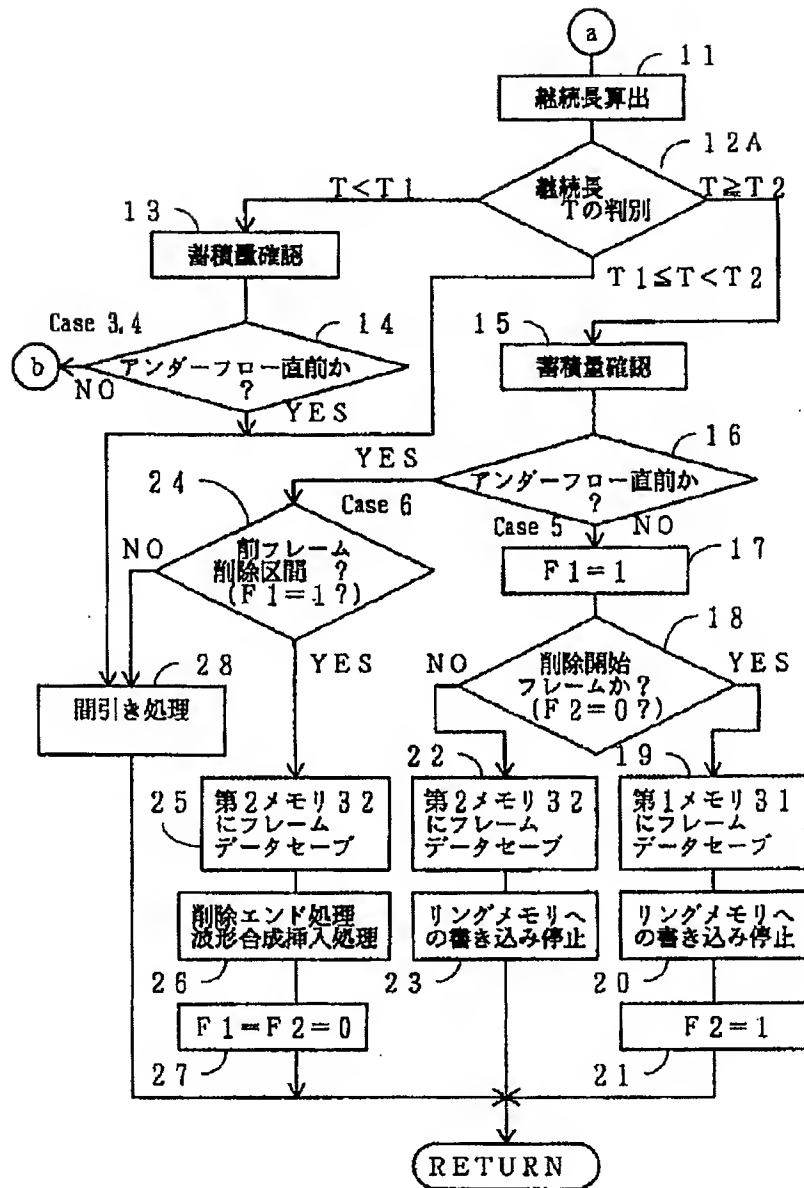 a
11
継続長算出
12A
T<T1
継続長
Tの判別
T≧T2
13
蓄積量確認
T1≦T<T2
Case 3,4
14
15
b
アンダーフロー直前か
?
NO
YES
蓄積量確認
16
YES
アンダーフロー直前か
?
24
Case 6
Case 5
NO
17
NO
前フレーム
削除区間 ?
(F1=1?)
F1=1
18
YES
28
NO
削除開始
フレームか?
(F2=0?)
YES
間引き処理
22
19
25
第2メモリ32
にフレーム
データセーブ
第2メモリ32
にフレーム
データセーブ
第1メモリ31
にフレーム
データセーブ
削除エンド処理
波形合成挿入処理
リングメモリへ
の書き込み停止
リングメモリへ
の書き込み停止
26
23
20
F1=F2=0
F2=1
27
21
RETURN